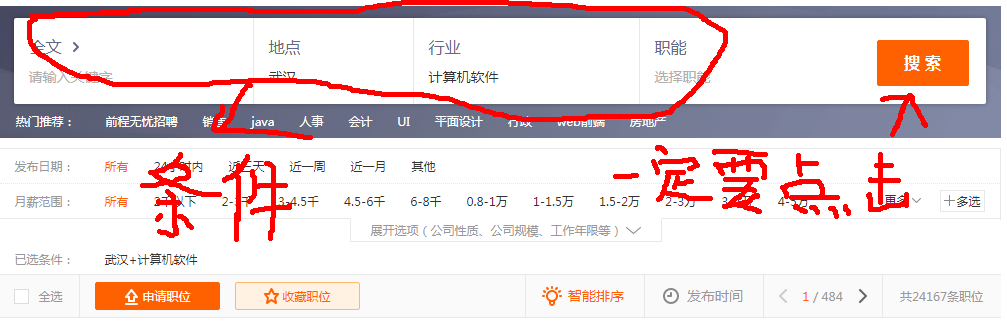 全文 > 地点 行业 职能 搜索
请输入关键字 武汉 计算机软件 选择职能
热门推荐： 前程无忧招聘 销售 java 人事 会计 UI 平面设计 行政 web前端 房地产
发布日期： 所有 24小时内 近三天 近一周 近一月 其他
条件 一定要点击
月薪范围： 所有 2千以下 2-3千 3-4.5千 4.5-6千 6-8千 0.8-1万 1-1.5万 1.5-2万 2-3万 更多 +多选
展开选项（公司性质、公司规模、工作年限等）
已选条件： 武汉+计算机软件
全选 申请职位 收藏职位 智能排序 发布时间 1 / 484 共24167条职位